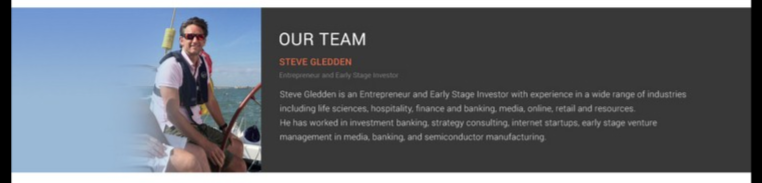 OUR TEAM
STEVE GLEDDEN
Entrepreneur and Early Stage Investor
Steve Gledden is an Entrepreneur and Early Stage Investor with experience in a wide range of industries
including life sciences, hospitality, finance and banking, media, online, retail and resources.
He has worked in investment banking, strategy consulting, internet startups, early stage venture
management in media, banking, and semiconductor manufacturing.